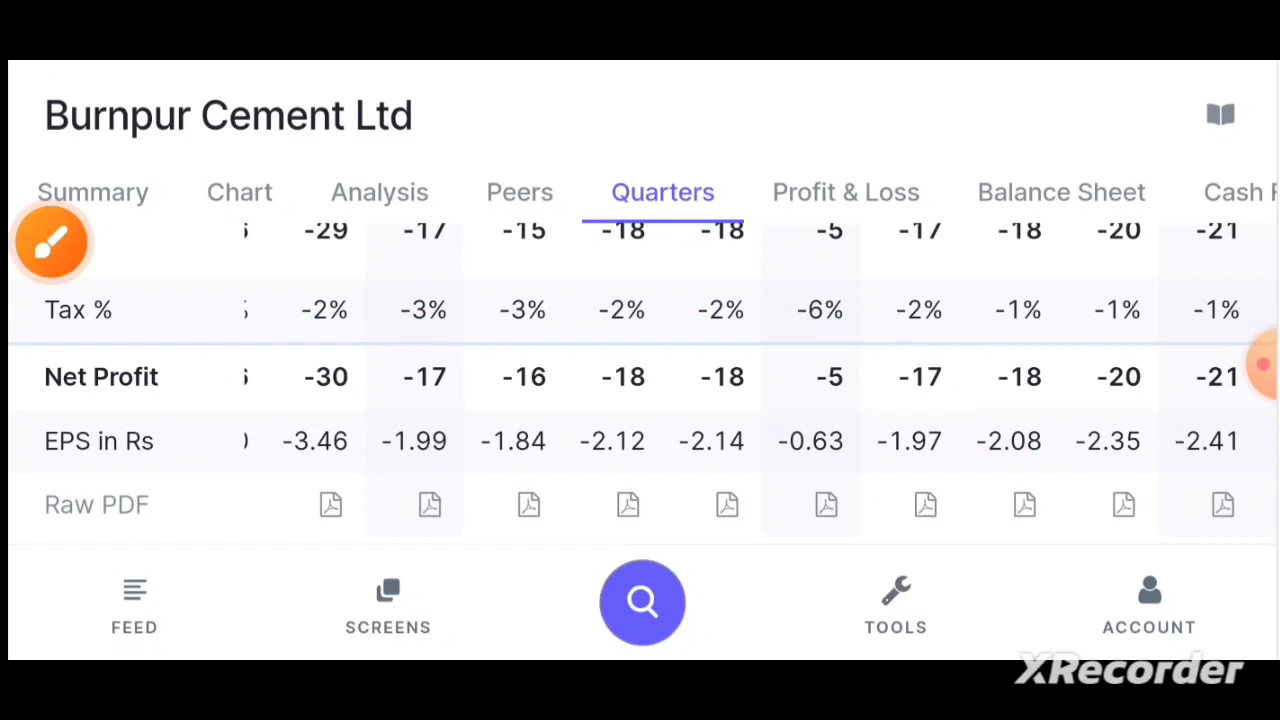 Burnpur Cement Ltd
Summary Chart Analysis Peers Quarters Profit & Loss Balance Sheet Cash F
-29 -17 -15 -18 -18 -5 -17 -18 -20 -21
Tax % -2% -3% -3% -2% -2% -6% -2% -1% -1% -1%
Net Profit -30 -17 -16 -18 -18 -5 -17 -18 -20 -21
EPS in Rs -3.46 -1.99 -1.84 -2.12 -2.14 -0.63 -1.97 -2.08 -2.35 -2.41
Raw PDF
FEED SCREENS TOOLS ACCOUNT
XRecorder